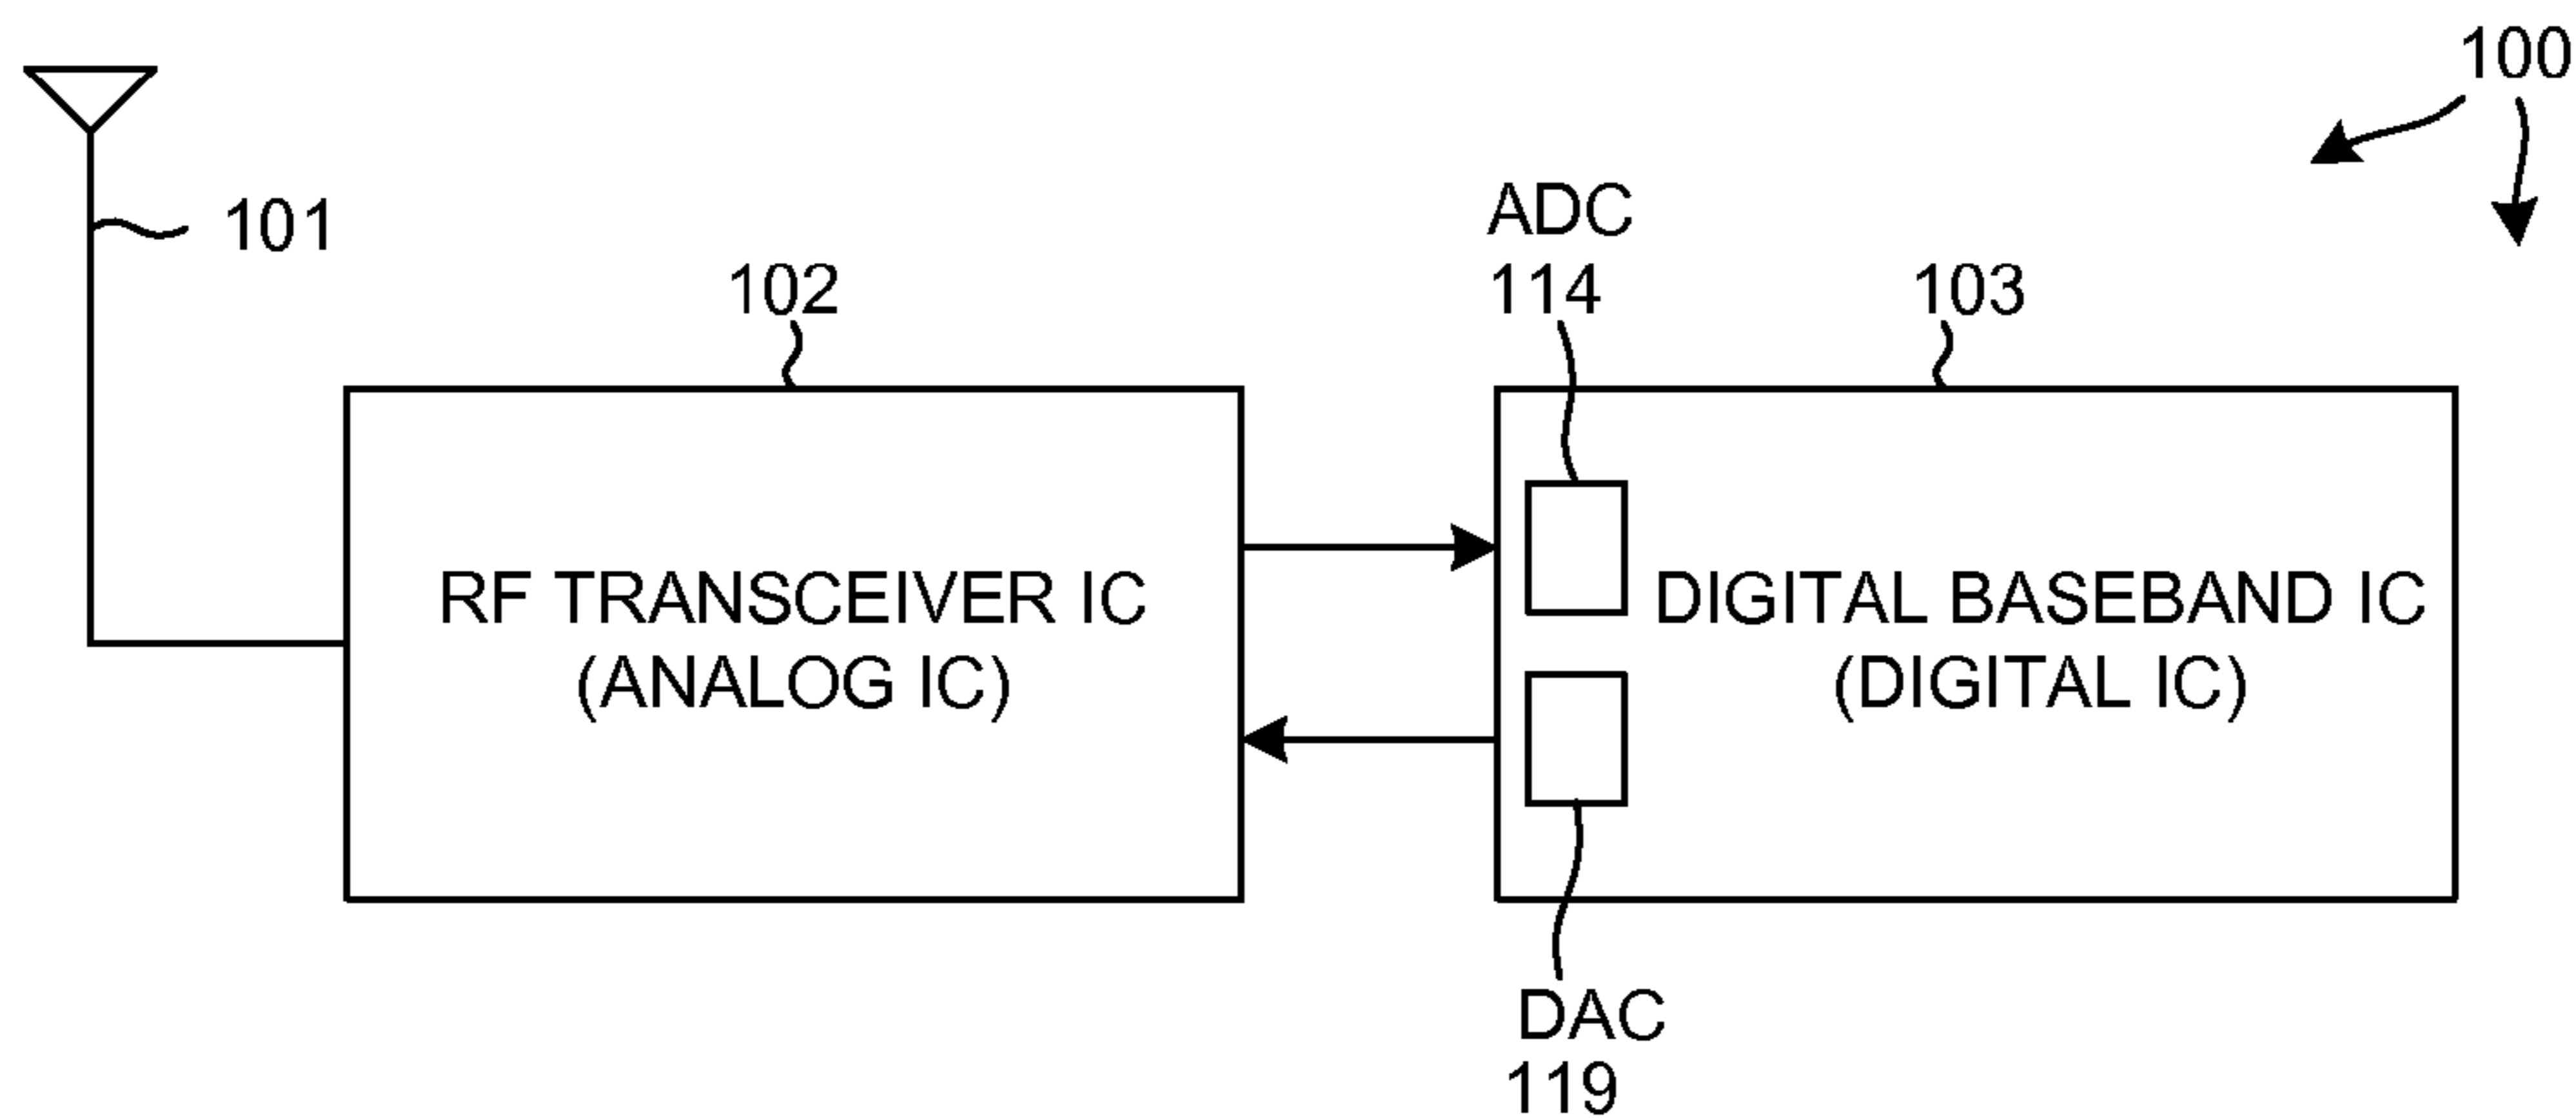 100
101
ADC
114
102
103
RF TRANSCEIVER IC
(ANALOG IC)
DIGITAL BASEBAND IC
(DIGITAL IC)
DAC
119